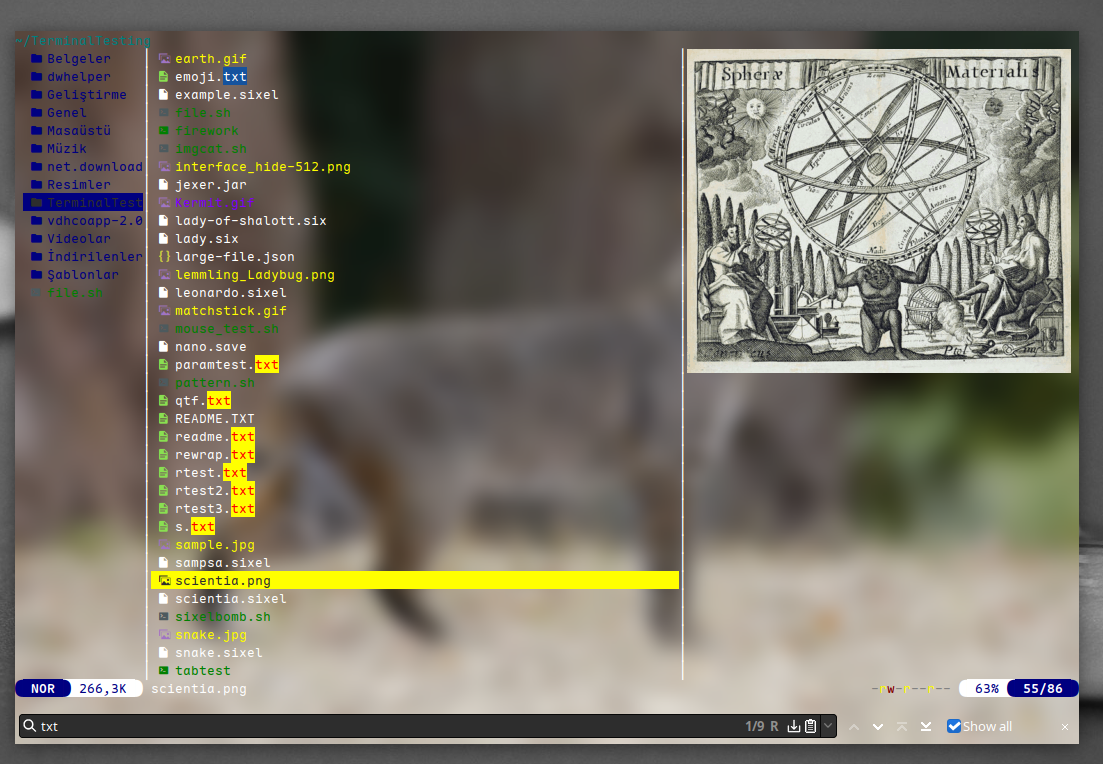 ~/TerminalTesting
Belgeler
dwhelper
Geliştirme
Genel
Masaüstü
Müzik
net.download
Resimler
TerminalTest
vdhcoapp-2.0
Videolar
İndirilenler
Şablonlar
file.sh
earth.gif
emoji.txt
example.sixel
file.sh
firework
imgcat.sh
interface_hide-512.png
jexer.jar
Kermit.gif
lady-of-shalott.six
lady.six
large-file.json
lemmling_Ladybug.png
leonardo.sixel
matchstick.gif
mouse_test.sh
nano.save
paramtest.txt
pattern.sh
qtf.txt
README.TXT
readme.txt
rewrap.txt
rtest.txt
rtest2.txt
rtest3.txt
s.txt
sample.jpg
sampsa.sixel
scientia.png
scientia.sixel
sixelbomb.sh
snake.jpg
snake.sixel
tabtest
Spheræ Materialis
NOR 266,3K scientia.png -rw-r--r-- 63% 55/86
txt 1/9 R Show all